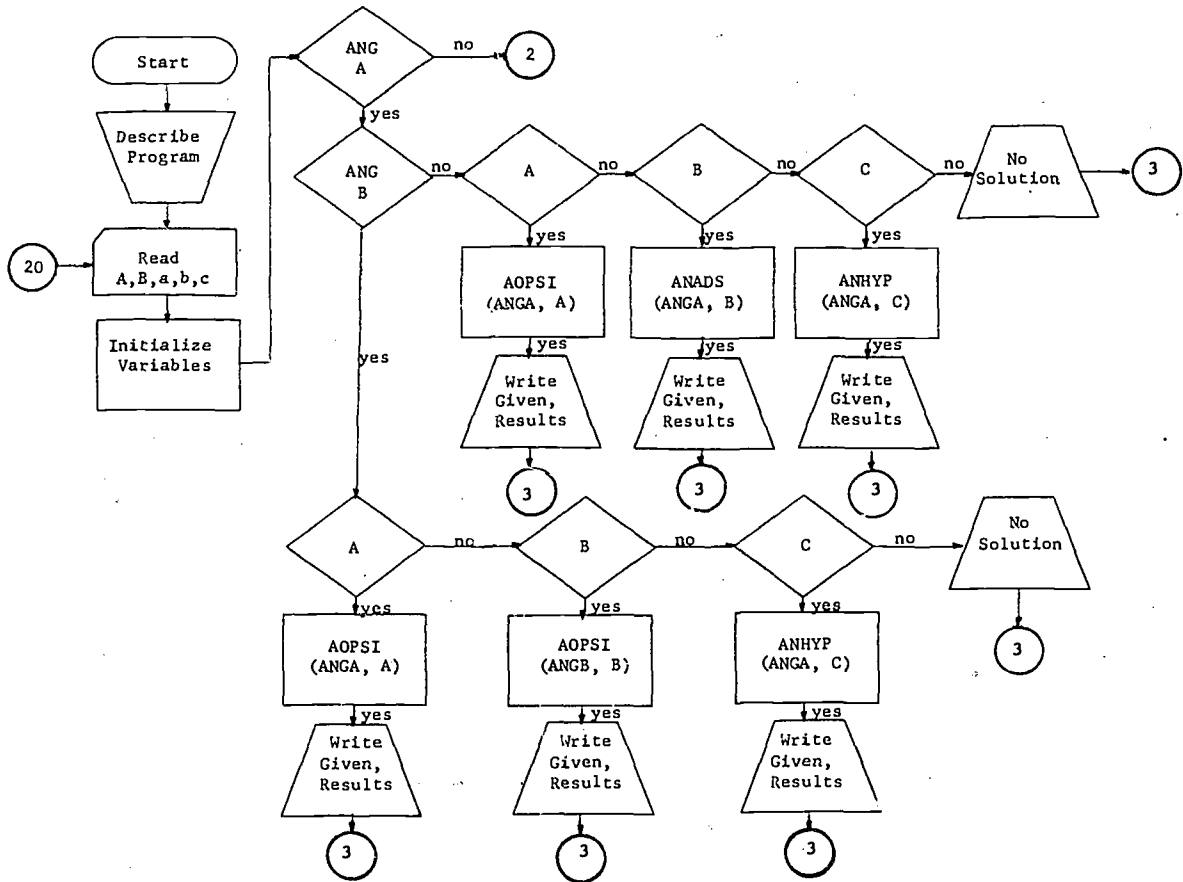 Start
Describe
Program
20
Read
A,B,a,b,c
Initialize
Variables
ANG
A
no
2
yes
ANG
B
no
A
no
B
no
C
no
No
Solution
3
yes
yes
yes
AOPSI
(ANGA, A)
ANADS
(ANGA, B)
ANHYP
(ANGA, C)
yes
yes
yes
yes
Write
Given,
Results
Write
Given,
Results
Write
Given,
Results
3
3
3
A
no
B
no
C
no
No
Solution
3
yes
yes
yes
AOPSI
(ANGA, A)
AOPSI
(ANGB, B)
ANHYP
(ANGA, C)
yes
yes
yes
Write
Given,
Results
Write
Given,
Results
Write
Given,
Results
3
3
3